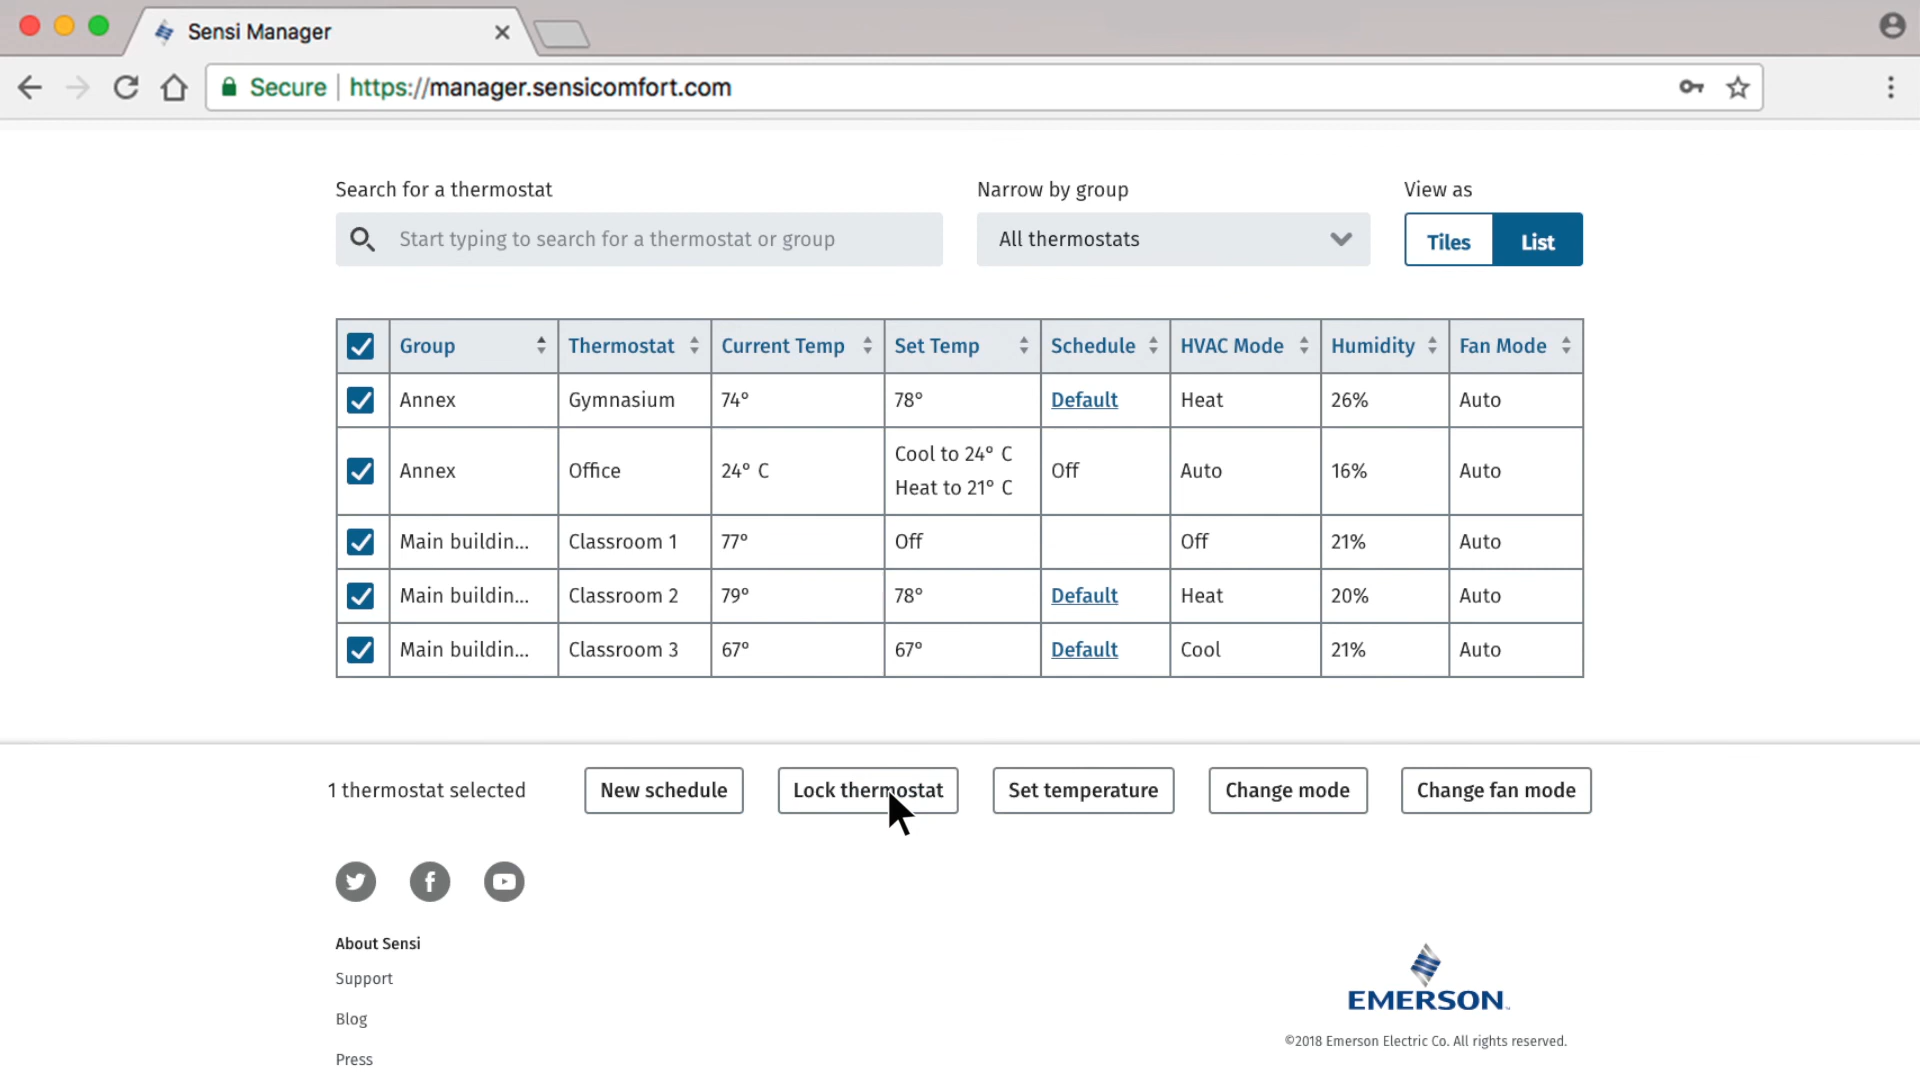 Sensi Manager
Secure | https://manager.sensicomfort.com
Search for a thermostat
Narrow by group
View as
Start typing to search for a thermostat or group
All thermostats
Tiles
List
Group Thermostat Current Temp Set Temp Schedule HVAC Mode Humidity Fan Mode
Annex Gymnasium 74° 78° Default Heat 26% Auto
Annex Office 24° C Cool to 24° C Off Auto 16% Auto
Heat to 21° C
Main buildin... Classroom 1 77° Off Off 21% Auto
Main buildin... Classroom 2 79° 78° Default Heat 20% Auto
Main buildin... Classroom 3 67° 67° Default Cool 21% Auto
1 thermostat selected
New schedule
Lock thermostat
Set temperature
Change mode
Change fan mode
About Sensi
Support
Blog
Press
EMERSON™
©2018 Emerson Electric Co. All rights reserved.